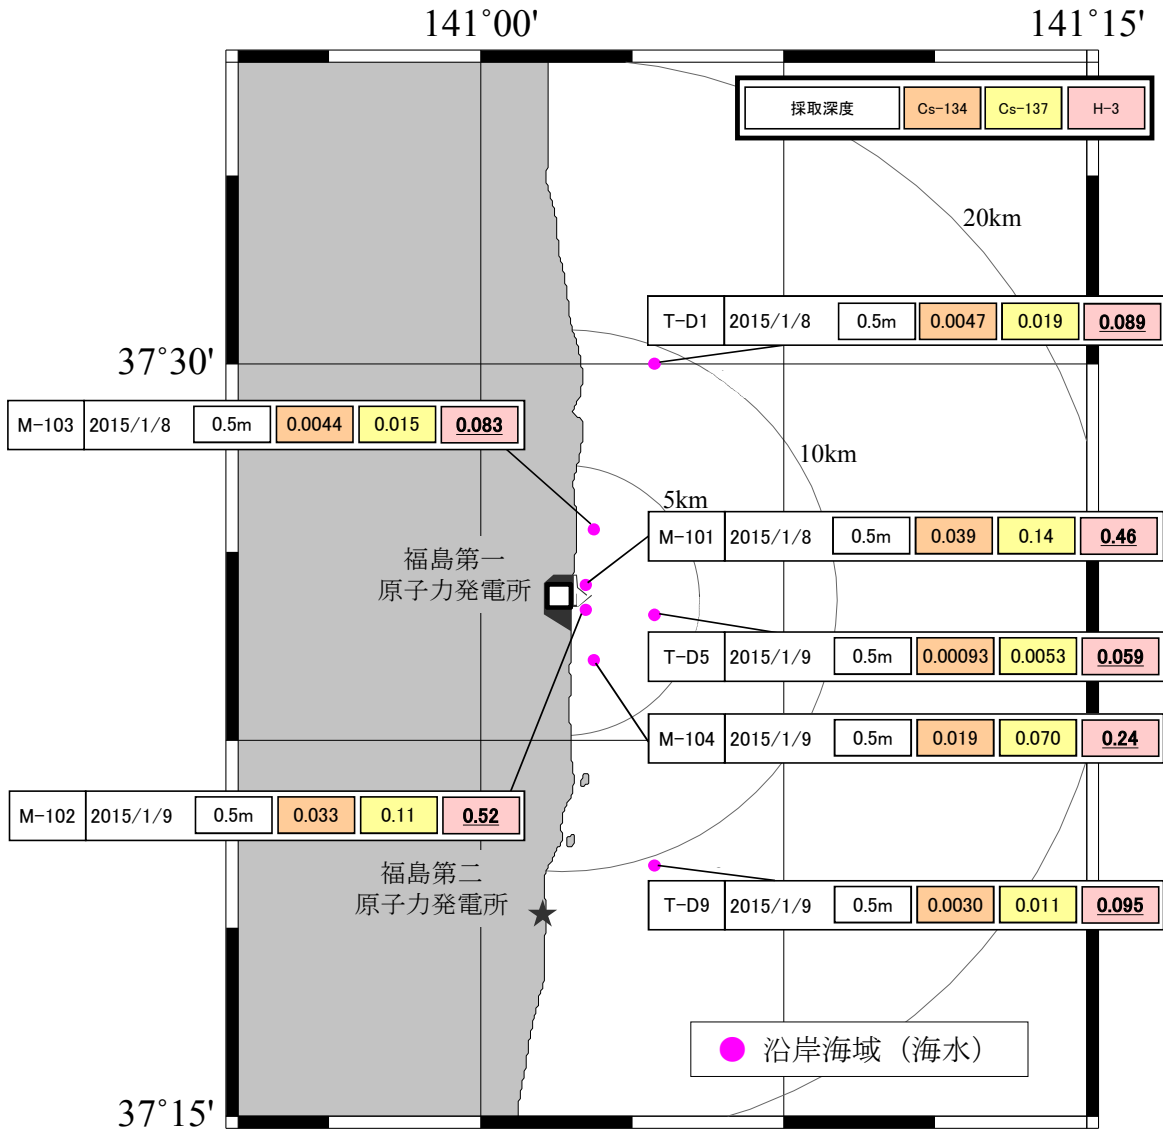 141°00'
141°15'
採取深度 Cs-134 Cs-137 H-3
20km
T-D1 2015/1/8 0.5m 0.0047 0.019 0.089
37°30'
M-103 2015/1/8 0.5m 0.0044 0.015 0.083
10km
5km
M-101 2015/1/8 0.5m 0.039 0.14 0.46
福島第一
原子力発電所
T-D5 2015/1/9 0.5m 0.00093 0.0053 0.059
M-104 2015/1/9 0.5m 0.019 0.070 0.24
M-102 2015/1/9 0.5m 0.033 0.11 0.52
福島第二
原子力発電所
T-D9 2015/1/9 0.5m 0.0030 0.011 0.095
沿岸海域（海水）
37°15'